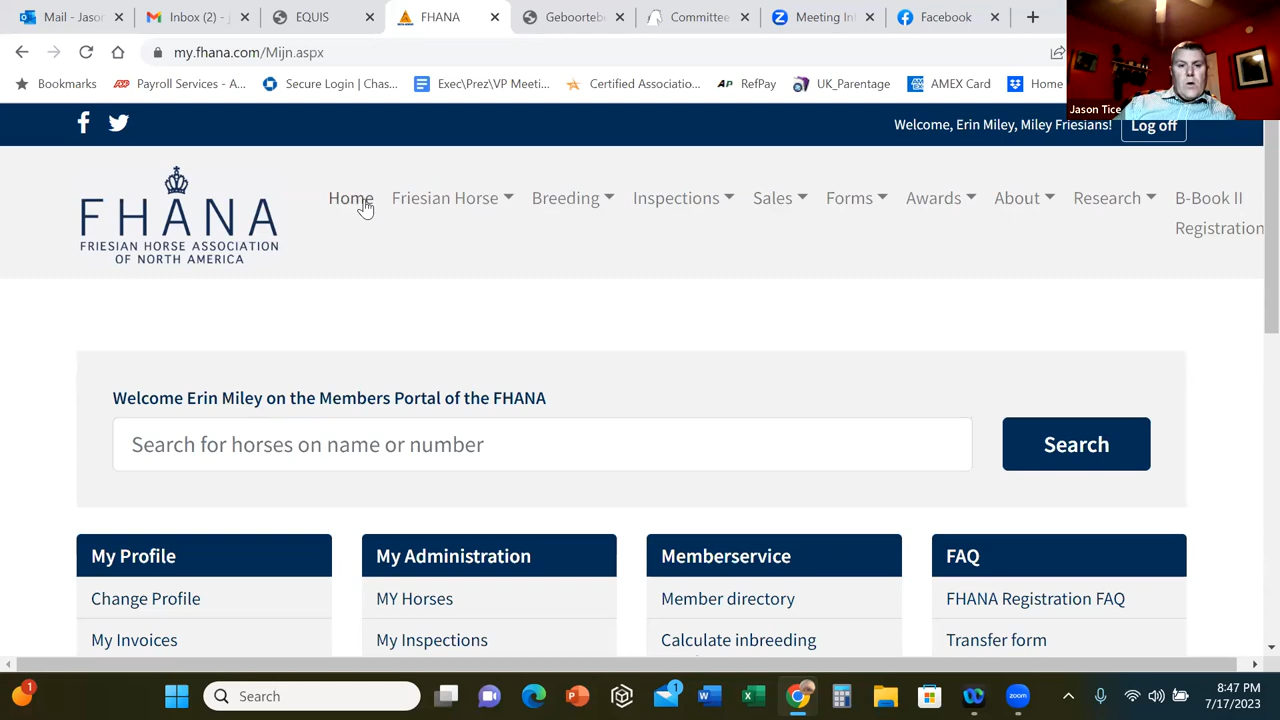 Mail - Jason
Inbox (2) -
EQUIS
FHANA
Geboorteb
Committee
Meeting i
Facebook
my.fhana.com/Mijn.aspx
Bookmarks
Payroll Services - A...
Secure Login | Chas...
Exec/Prez/VP Meeti...
Certified Associatio...
RefPay
UK_Parentage
AMEX Card
Home
Jason Tice
Welcome, Erin Miley, Miley Friesians!
Log off
FHANA
FRIESIAN HORSE ASSOCIATION
OF NORTH AMERICA
Home
Friesian Horse
Breeding
Inspections
Sales
Forms
Awards
About
Research
B-Book II
Registration
Welcome Erin Miley on the Members Portal of the FHANA
Search for horses on name or number
Search
My Profile
Change Profile
My Invoices
My Administration
MY Horses
My Inspections
Memberservice
Member directory
Calculate inbreeding
FAQ
FHANA Registration FAQ
Transfer form
1
Search
1
zoom
8:47 PM
7/17/2023